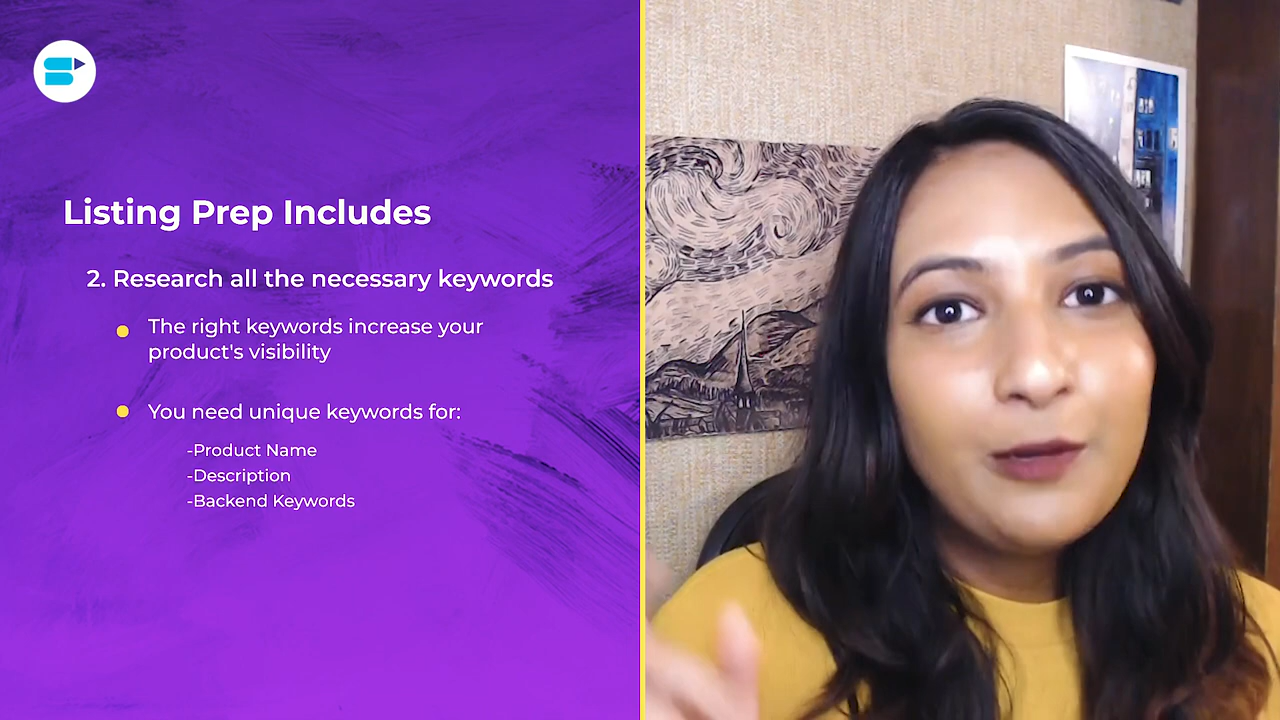 Listing Prep Includes
2. Research all the necessary keywords
The right keywords increase your
product's visibility
You need unique keywords for:
-Product Name
-Description
-Backend Keywords